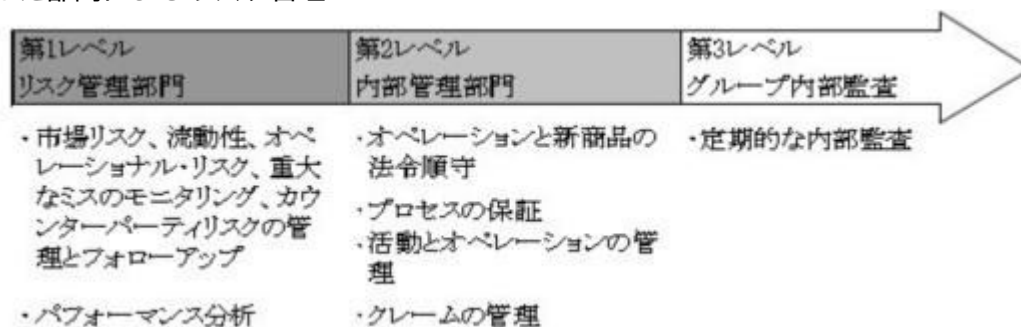 第1レベル
リスク管理部門
第2レベル
内部管理部門
第3レベル
グループ内部監査
・市場リスク、流動性、オペ
レーショナル・リスク、重大
なミスのモニタリング、カウ
ンターパーティリスクの管
理とフォローアップ
・パフォーマンス分析
・オペレーションと新商品の
法令順守
・プロセスの保証
・活動とオペレーションの管
理
・クレームの管理
・定期的な内部監査